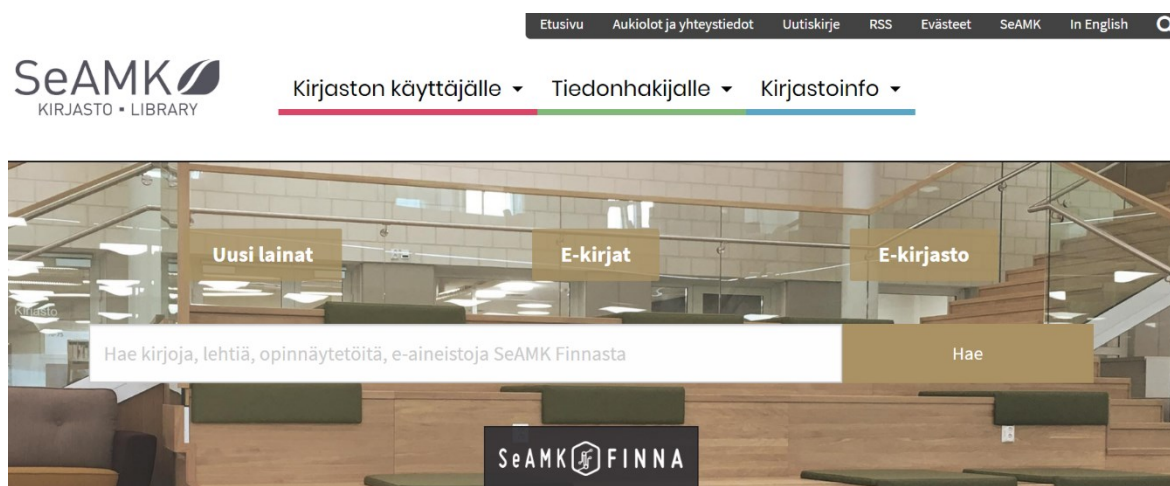 Etusivu Aukiolot ja yhteystiedot Uutiskirje RSS Evästeet SeAMK In English
SeAMK
KIRJASTO ▪ LIBRARY
Kirjaston käyttäjälle Tiedonhakijalle Kirjastoinfo
Uusi lainat E-kirjat E-kirjasto
Kirjasto
Hae kirjoja, lehtiä, opinnäytetöitä, e-aineistoja SeAMK Finnasta Hae
SeAMK FINNA